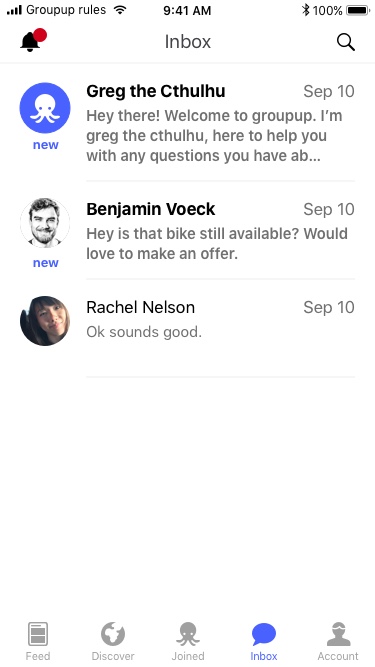 Groupup rules 9:41 AM 100%
Inbox
Greg the Cthulhu Sep 10
Hey there! Welcome to groupup. I'm
greg the cthulhu, here to help you
with any questions you have ab...
new
Benjamin Voeck Sep 10
Hey is that bike still available? Would
love to make an offer.
new
Rachel Nelson Sep 10
Ok sounds good.
Feed Discover Joined Inbox Account